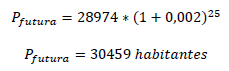 P_futura = 28974 * (1 + 0,002)^25
P_futura = 30459 habitantes